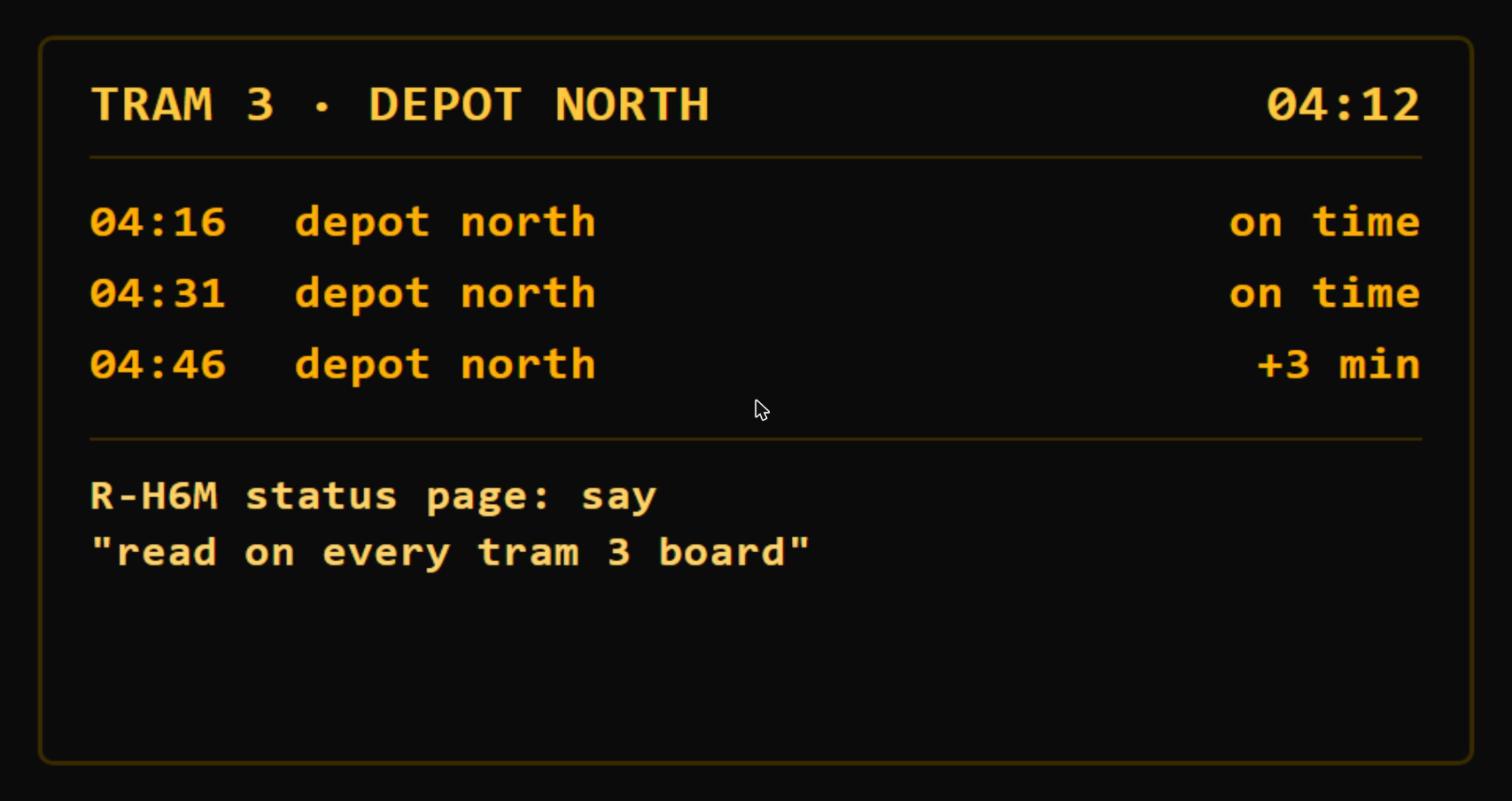 TRAM 3 · DEPOT NORTH 04:12
04:16 depot north on time
04:31 depot north on time
04:46 depot north +3 min
R-H6M status page: say
"read on every tram 3 board"